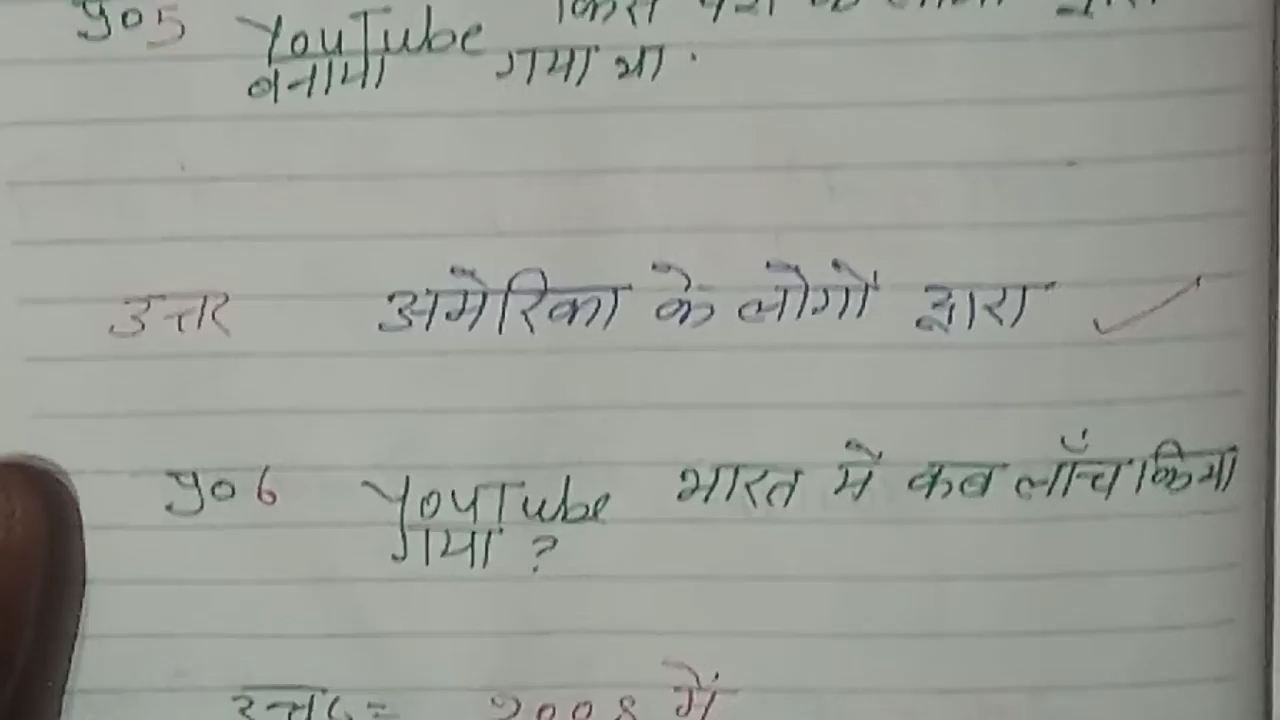 प्र05 YouTube
बनाया गया था.
उत्तर अमेरिका के लोगों द्वारा
प्र06 YouTube भारत में कब लाँच किया
गया ?
उत्तर= 2008 में